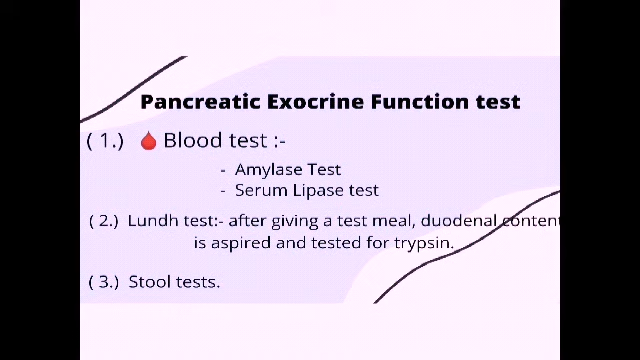 Pancreatic Exocrine Function test
( 1.) 🩸 Blood test :-
- Amylase Test
- Serum Lipase test
( 2.) Lundh test:- after giving a test meal, duodenal content
is aspired and tested for trypsin.
( 3.) Stool tests.